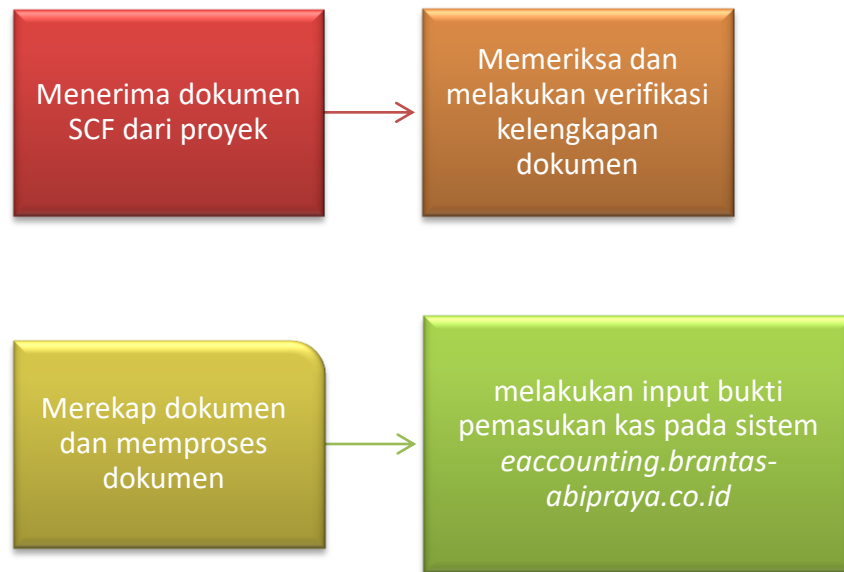 Menerima dokumen
SCF dari proyek
Memeriksa dan
melakukan verifikasi
kelengkapan
dokumen
Merekap dokumen
dan memproses
dokumen
melakukan input bukti
pemasukan kas pada sistem
eaccounting.brantas-
abipraya.co.id